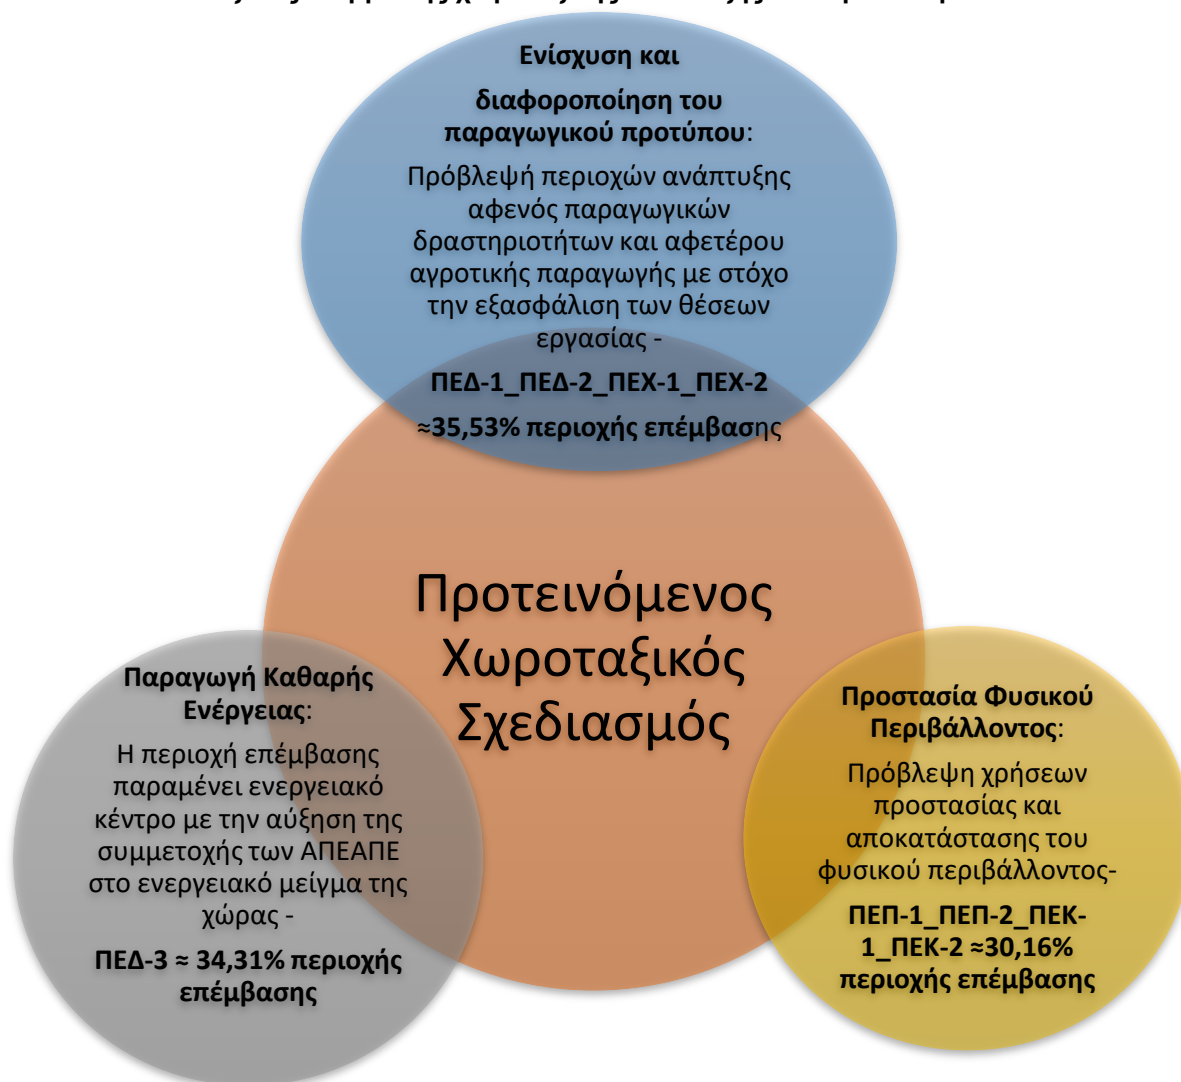 Ενίσχυση και
διαφοροποίηση του
παραγωγικού προτύπου:
Πρόβλεψή περιοχών ανάπτυξης
αφενός παραγωγικών
δραστηριοτήτων και αφετέρου
αγροτικής παραγωγής με στόχο
την εξασφάλιση των θέσεων
εργασίας -
ΠΕΔ-1_ΠΕΔ-2_ΠΕΧ-1_ΠΕΧ-2
≈35,53% περιοχής επέμβασης
Προτεινόμενος
Χωροταξικός
Σχεδιασμός
Παραγωγή Καθαρής
Ενέργειας:
Η περιοχή επέμβασης
παραμένει ενεργειακό
κέντρο με την αύξηση της
συμμετοχής των ΑΠΕΑΠΕ
στο ενεργειακό μείγμα της
χώρας -
ΠΕΔ-3 ≈ 34,31% περιοχής
επέμβασης
Προστασία Φυσικού
Περιβάλλοντος:
Πρόβλεψη χρήσεων
προστασίας και
αποκατάστασης του
φυσικού περιβάλλοντος-
ΠΕΠ-1_ΠΕΠ-2_ΠΕΚ-
1_ΠΕΚ-2 ≈30,16%
περιοχής επέμβασης